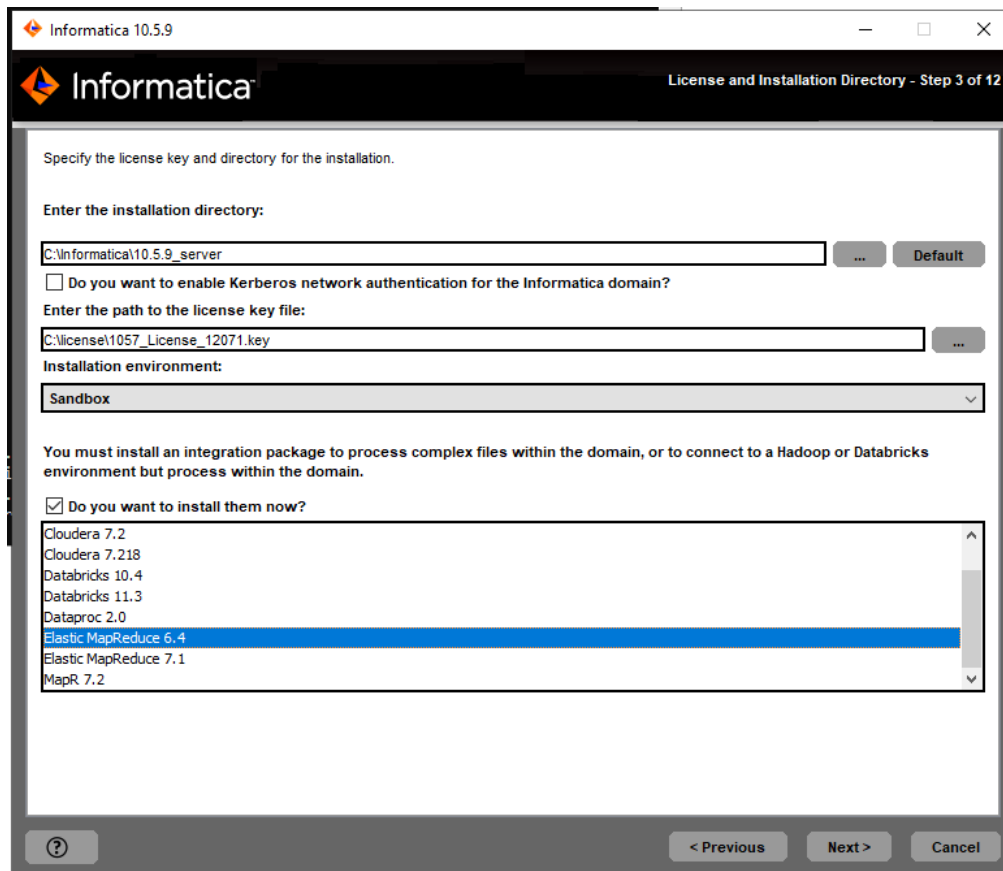 Informatica 10.5.9
Informatica
License and Installation Directory - Step 3 of 12
Specify the license key and directory for the installation.
Enter the installation directory:
C:\Informatica\10.5.9_server
...
Default
Do you want to enable Kerberos network authentication for the Informatica domain?
Enter the path to the license key file:
C:\license\1057_License_12071.key
...
Installation environment:
Sandbox
You must install an integration package to process complex files within the domain, or to connect to a Hadoop or Databricks
environment but process within the domain.
Do you want to install them now?
Cloudera 7.2
Cloudera 7.218
Databricks 10.4
Databricks 11.3
Dataproc 2.0
Elastic MapReduce 6.4
Elastic MapReduce 7.1
MapR 7.2
?
< Previous
Next >
Cancel